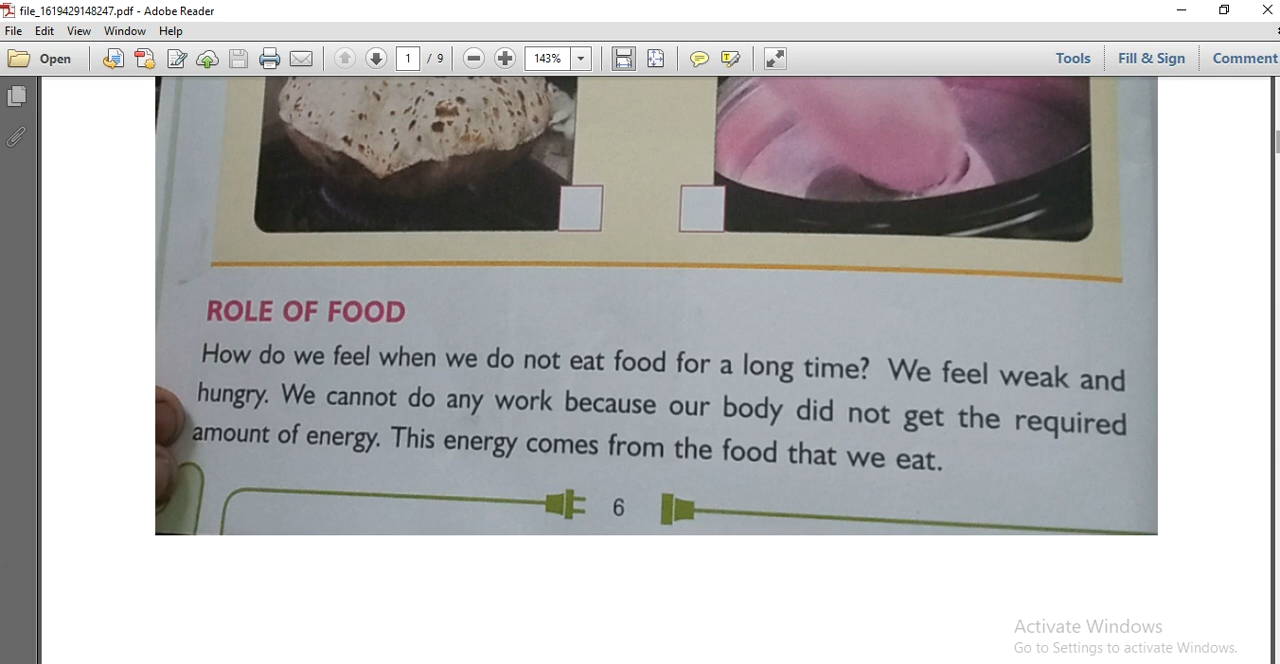 file_1619429148247.pdf - Adobe Reader
File Edit View Window Help
Open 1 / 9 143% Tools Fill & Sign Comment
ROLE OF FOOD
How do we feel when we do not eat food for a long time? We feel weak and
hungry. We cannot do any work because our body did not get the required
amount of energy. This energy comes from the food that we eat.
6
Activate Windows
Go to Settings to activate Windows.